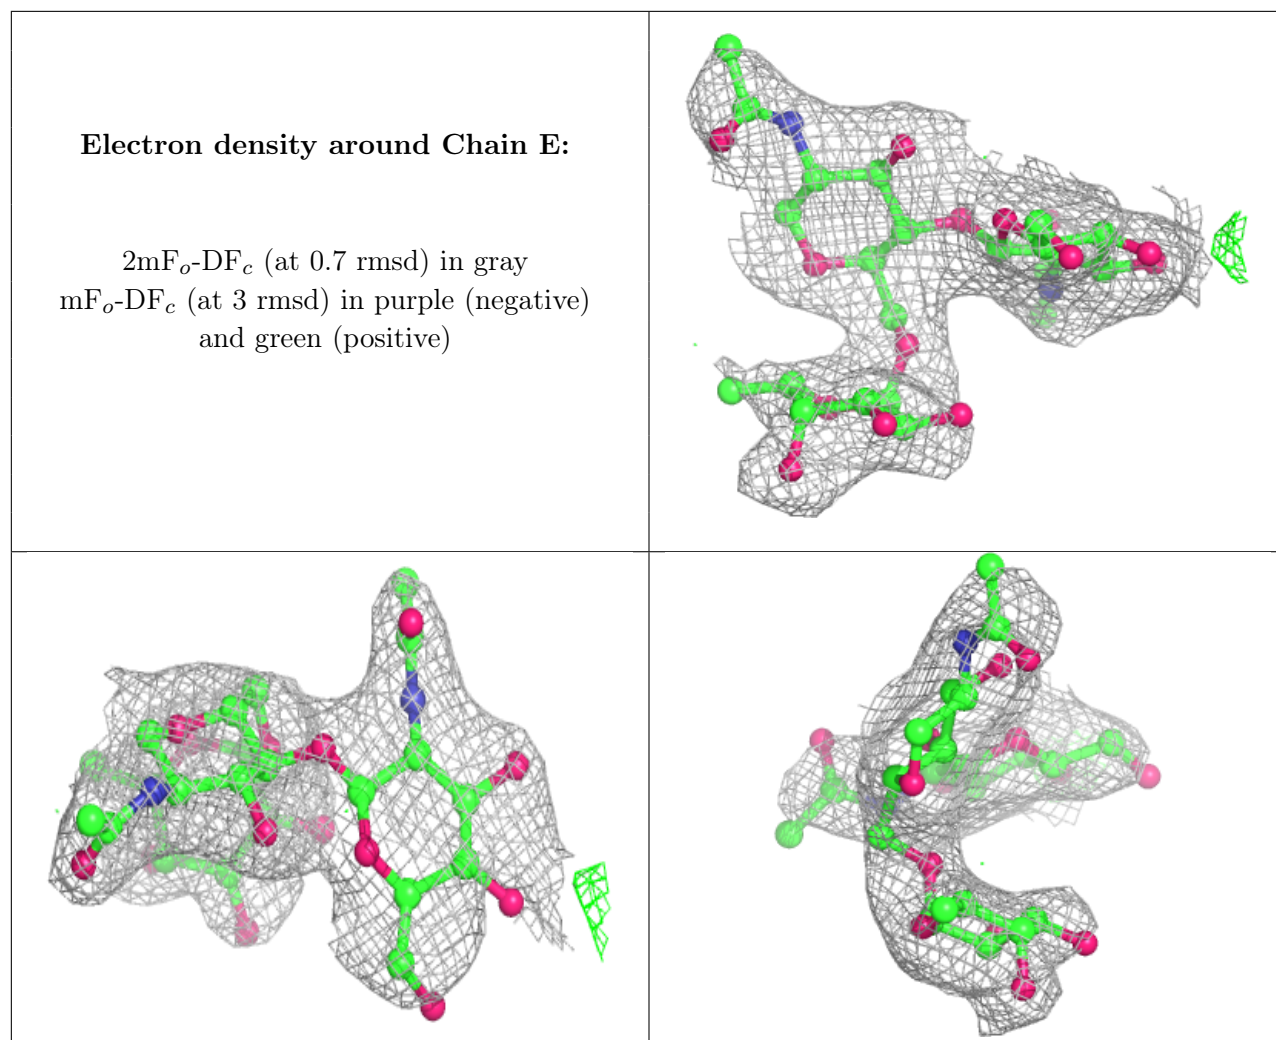 Electron density around Chain E:
2mFo-DFc (at 0.7 rmsd) in gray
mFo-DFc (at 3 rmsd) in purple (negative)
and green (positive)